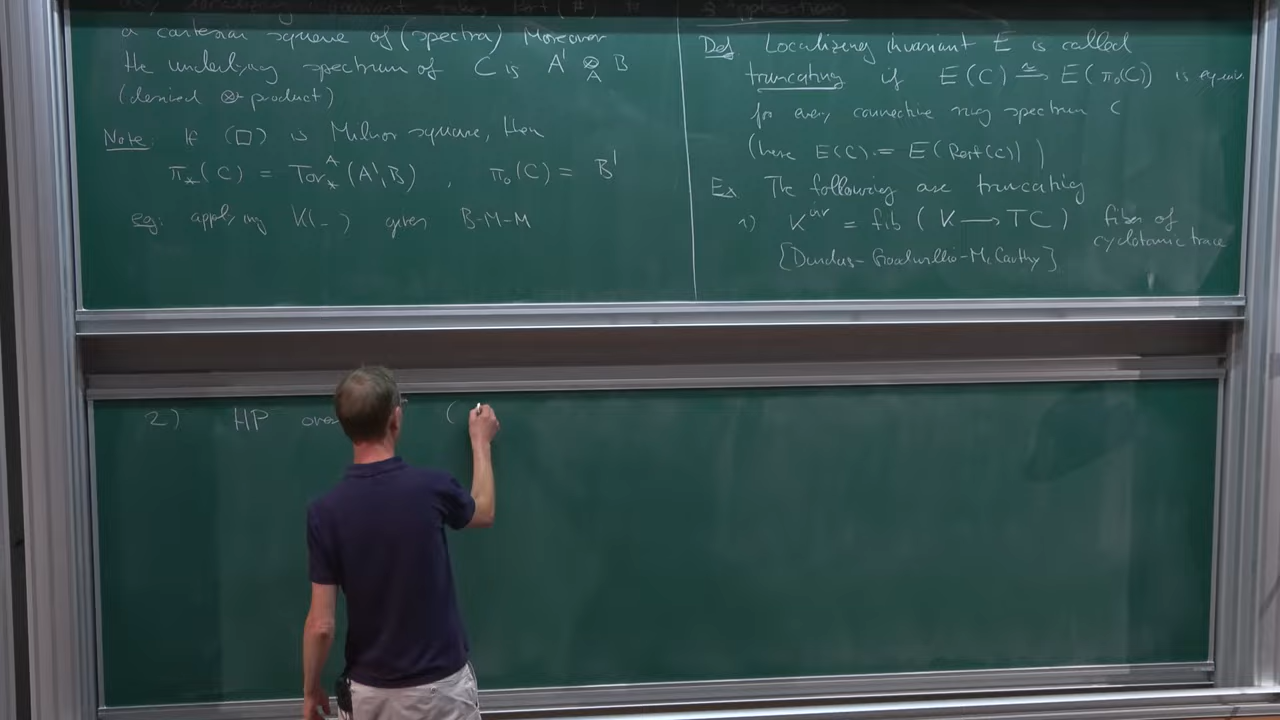 a cartesian square of (spectra) Moreover
the underlying spectrum of C is A' ⊗_A B
(derived ⊗ product)
Note: If (□) is Milnor square, then
π_*(C) = Tor_*^A(A', B) , π_0(C) = B'
eg: applying K(–) gives B-M-M
Def Localizing invariant E is called
truncating if E(C) ≃→ E(π_0(C)) is equiv.
for every connective ring spectrum C
(here E(C) := E(Perf(C)))
Ex The following are truncating
1) K^inv = fib (K → TC) fiber of
cyclotomic trace
[Dundas-Goodwillie-McCarthy]
2) HP over (